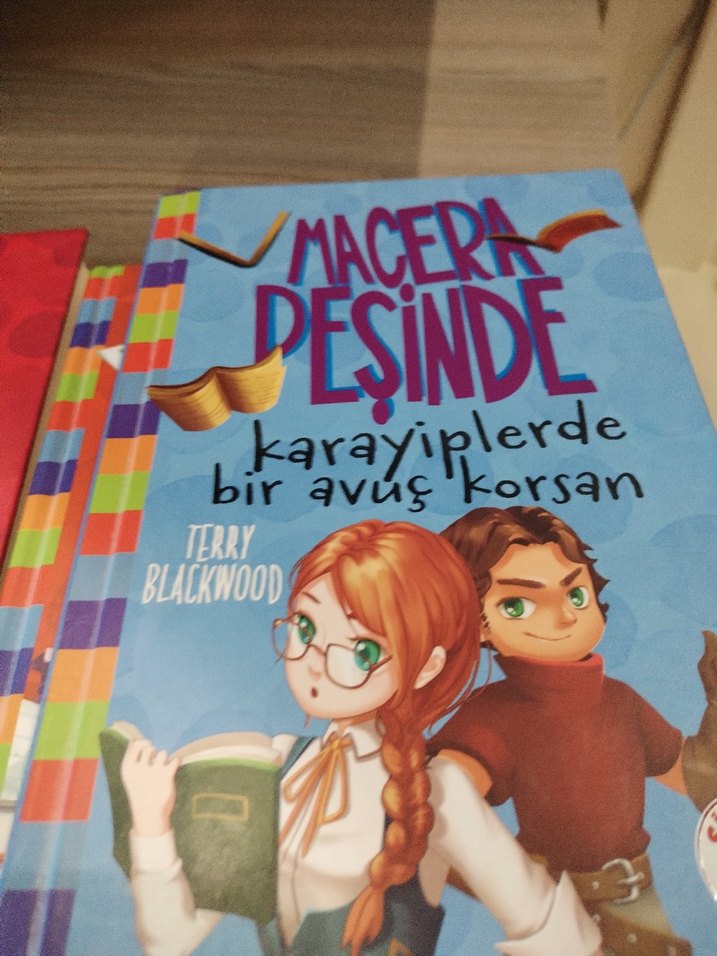 MACERA
PEŞİNDE
karayiplerde
bir avuç korsan
TERRY
BLACKWOOD